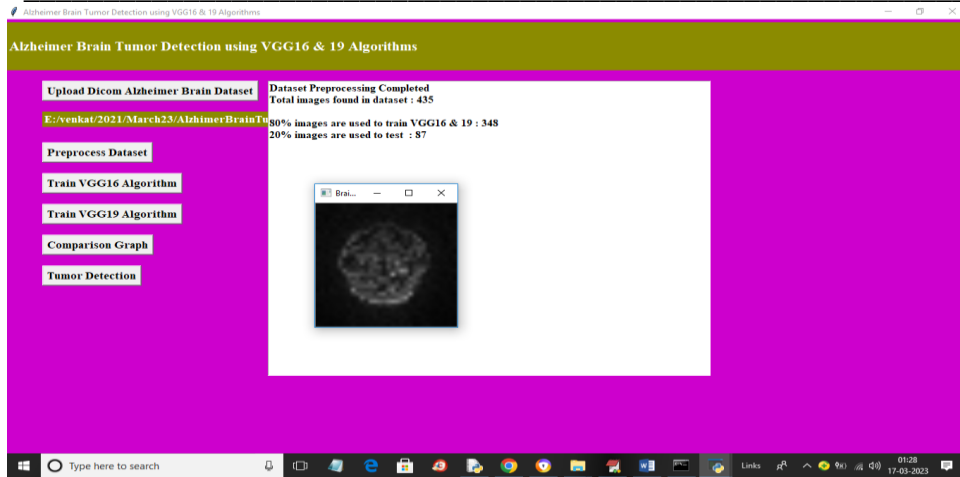 Alzheimer Brain Tumor Detection using VGG16 & 19 Algorithms
Alzheimer Brain Tumor Detection using VGG16 & 19 Algorithms
Upload Dicom Alzheimer Brain Dataset
E:/venkat/2021/March23/AlzhimerBrainTu
Preprocess Dataset
Train VGG16 Algorithm
Train VGG19 Algorithm
Comparison Graph
Tumor Detection
Dataset Preprocessing Completed
Total images found in dataset : 435
80% images are used to train VGG16 & 19 : 348
20% images are used to test : 87
Brai...
Type here to search
Links
01:28
17-03-2023